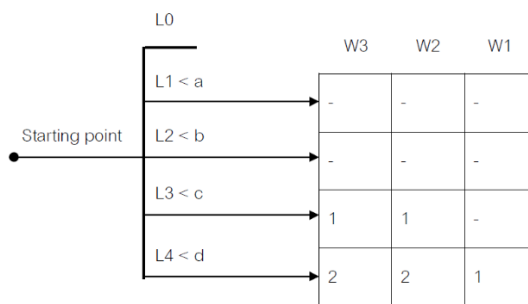 L0
W3 W2 W1
L1 < a
- - -
Starting point
L2 < b
- - -
L3 < c
1 1 -
L4 < d
2 2 1